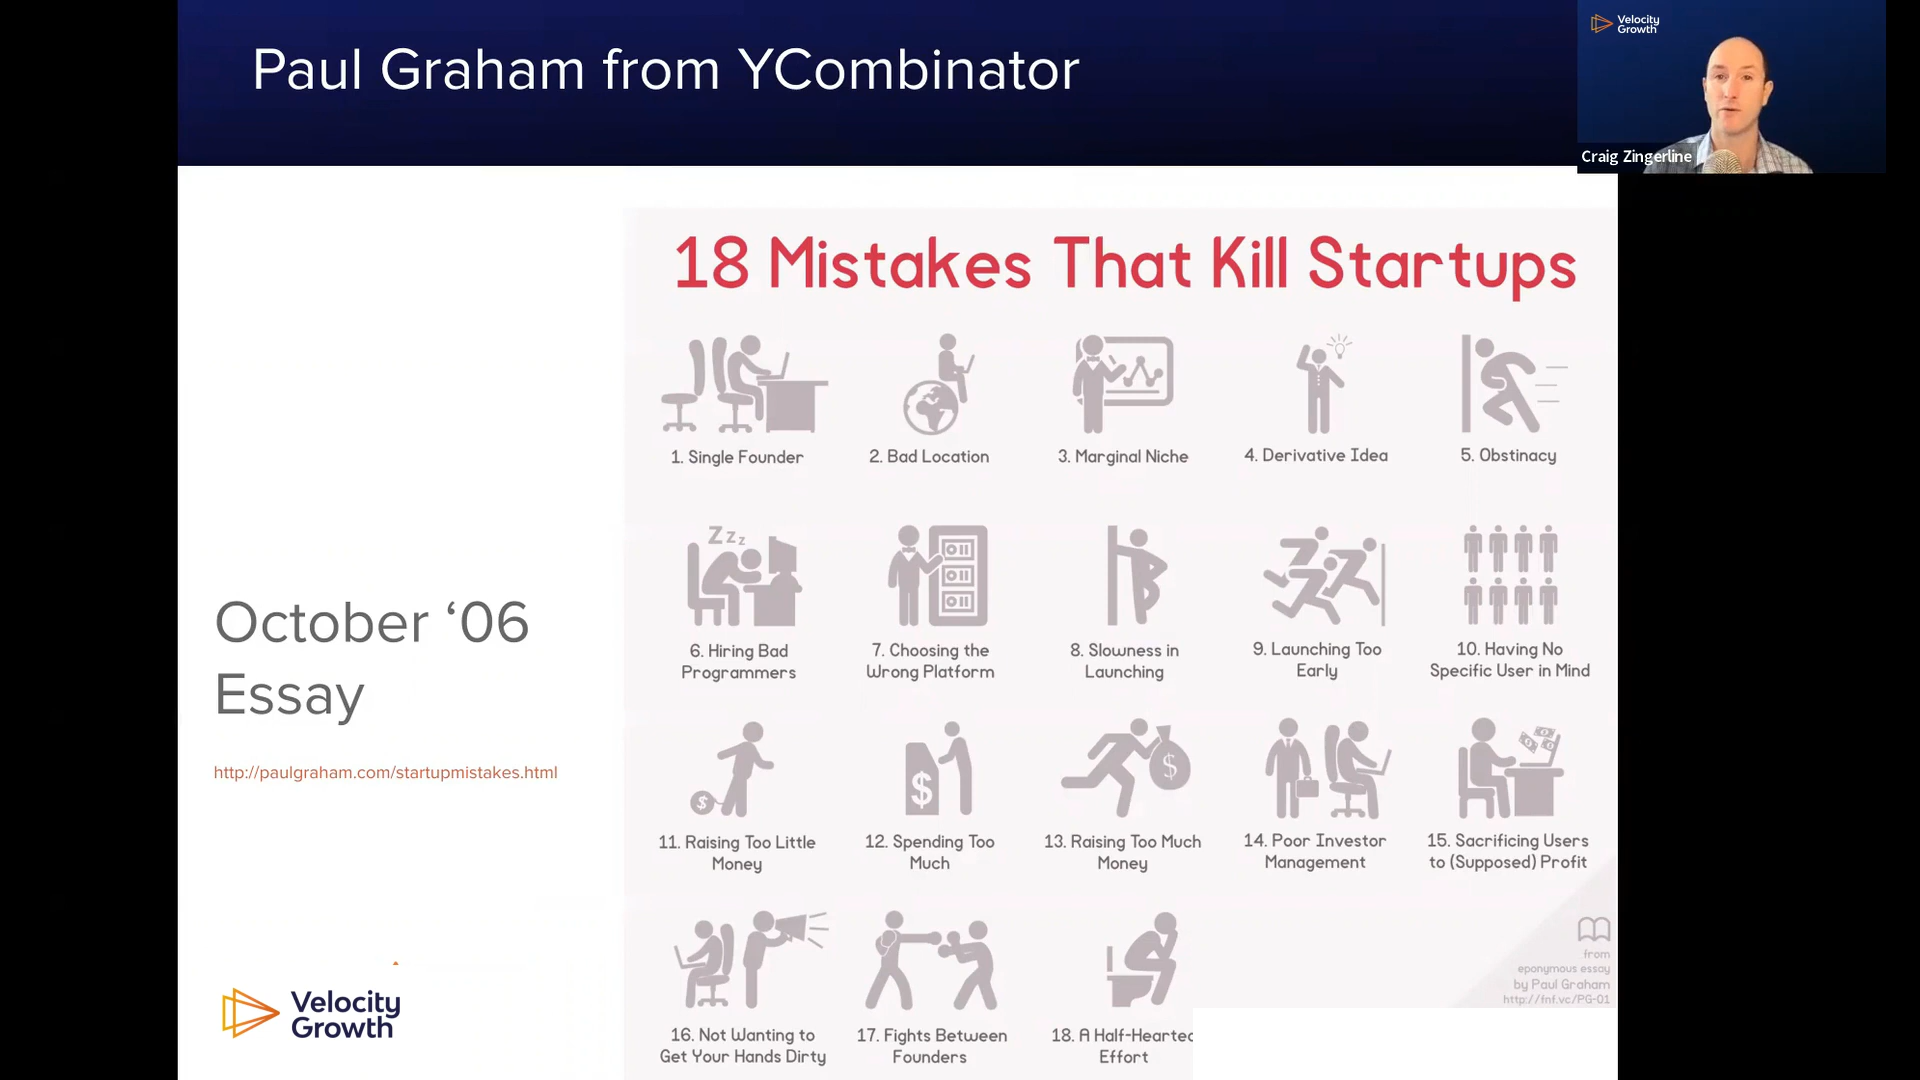 Paul Graham from YCombinator
Velocity
Growth
Craig Zingerline
18 Mistakes That Kill Startups
1. Single Founder
2. Bad Location
3. Marginal Niche
4. Derivative Idea
5. Obstinacy
Zzz
6. Hiring Bad
Programmers
7. Choosing the
Wrong Platform
8. Slowness in
Launching
9. Launching Too
Early
10. Having No
Specific User in Mind
October ‘06
Essay
http://paulgraham.com/startupmistakes.html
$
$
$
11. Raising Too Little
Money
12. Spending Too
Much
13. Raising Too Much
Money
14. Poor Investor
Management
15. Sacrificing Users
to (Supposed) Profit
16. Not Wanting to
Get Your Hands Dirty
17. Fights Between
Founders
18. A Half-Hearted
Effort
from
eponymous essay
by Paul Graham
http://fnf.vc/PG-01
Velocity
Growth